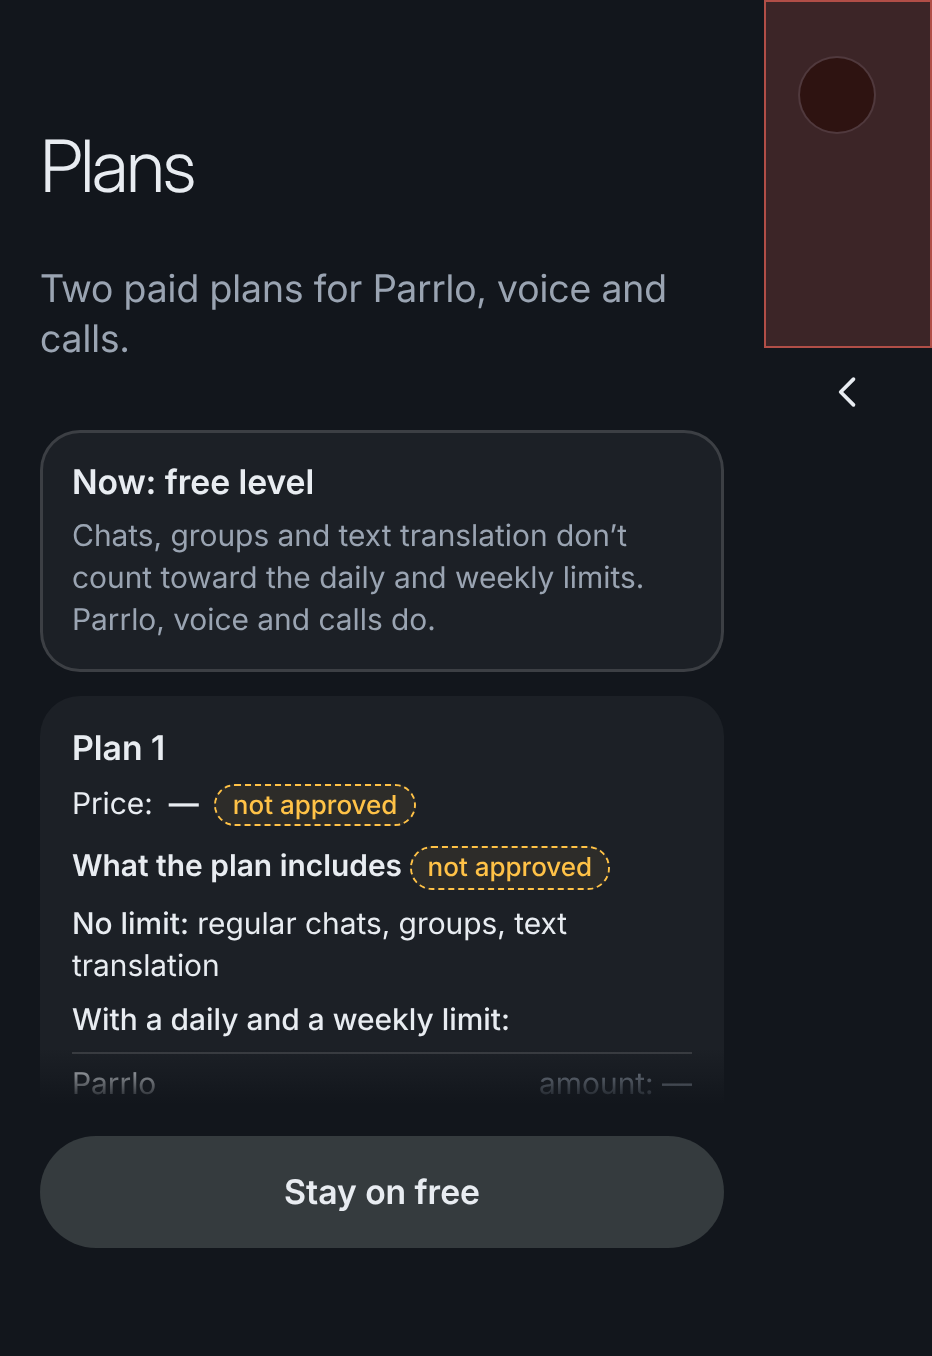 Plans
Two paid plans for Parrlo, voice and
calls.
Now: free level
Chats, groups and text translation don’t
count toward the daily and weekly limits.
Parrlo, voice and calls do.
Plan 1
Price: — not approved
What the plan includes not approved
No limit: regular chats, groups, text
translation
With a daily and a weekly limit:
Parrlo amount: —
Stay on free